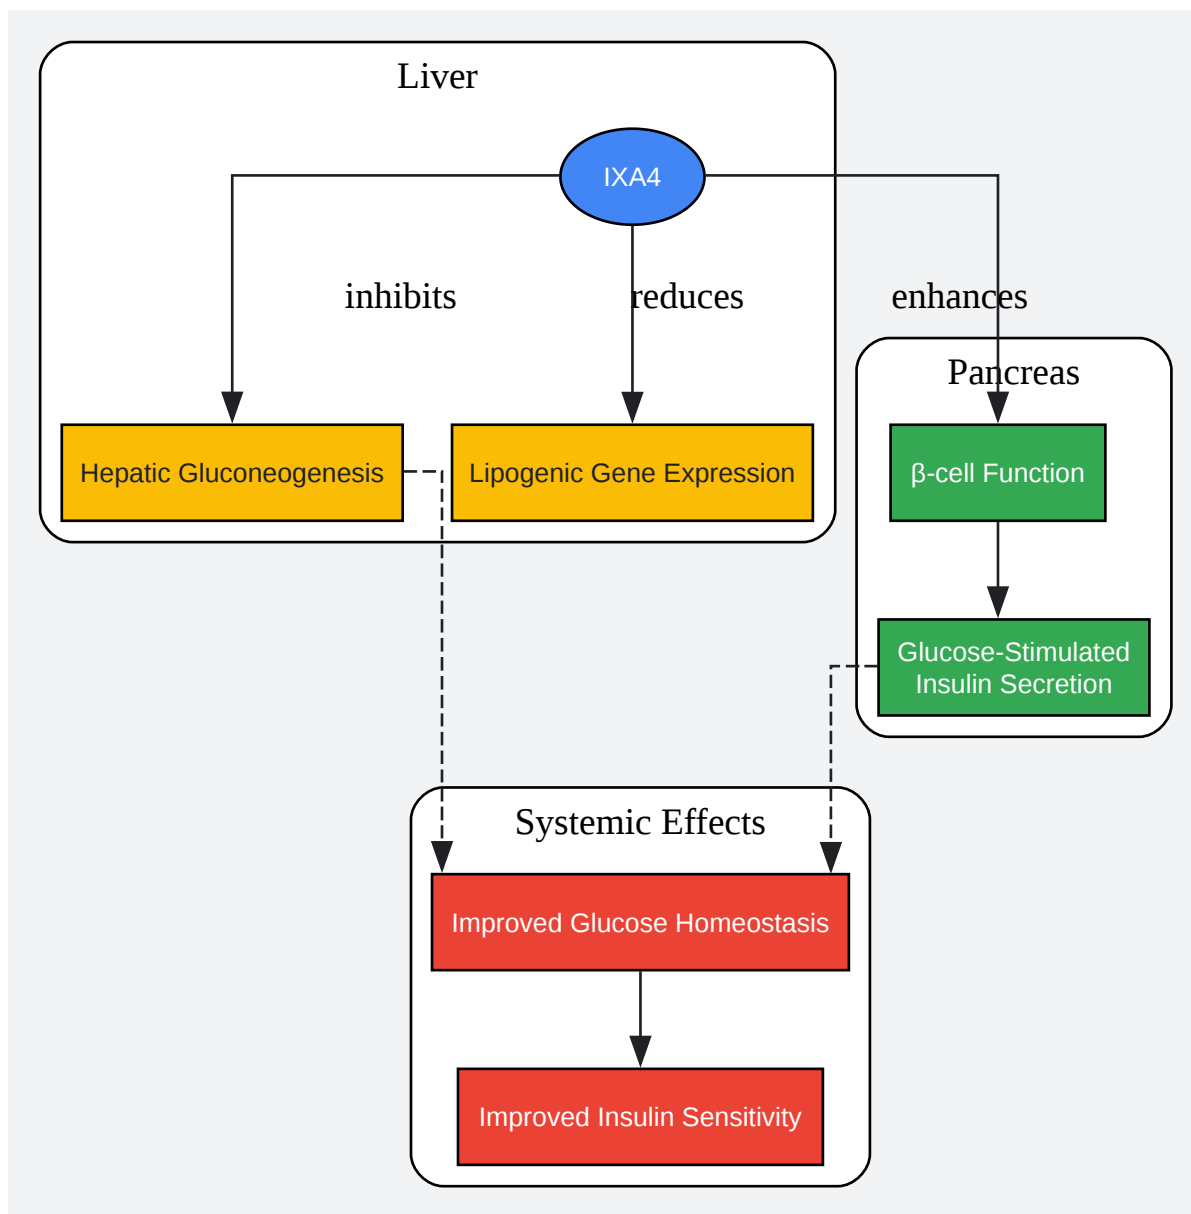 Liver
IXA4
inhibits
reduces
enhances
Pancreas
Hepatic Gluconeogenesis
Lipogenic Gene Expression
β-cell Function
Glucose-Stimulated
Insulin Secretion
Systemic Effects
Improved Glucose Homeostasis
Improved Insulin Sensitivity